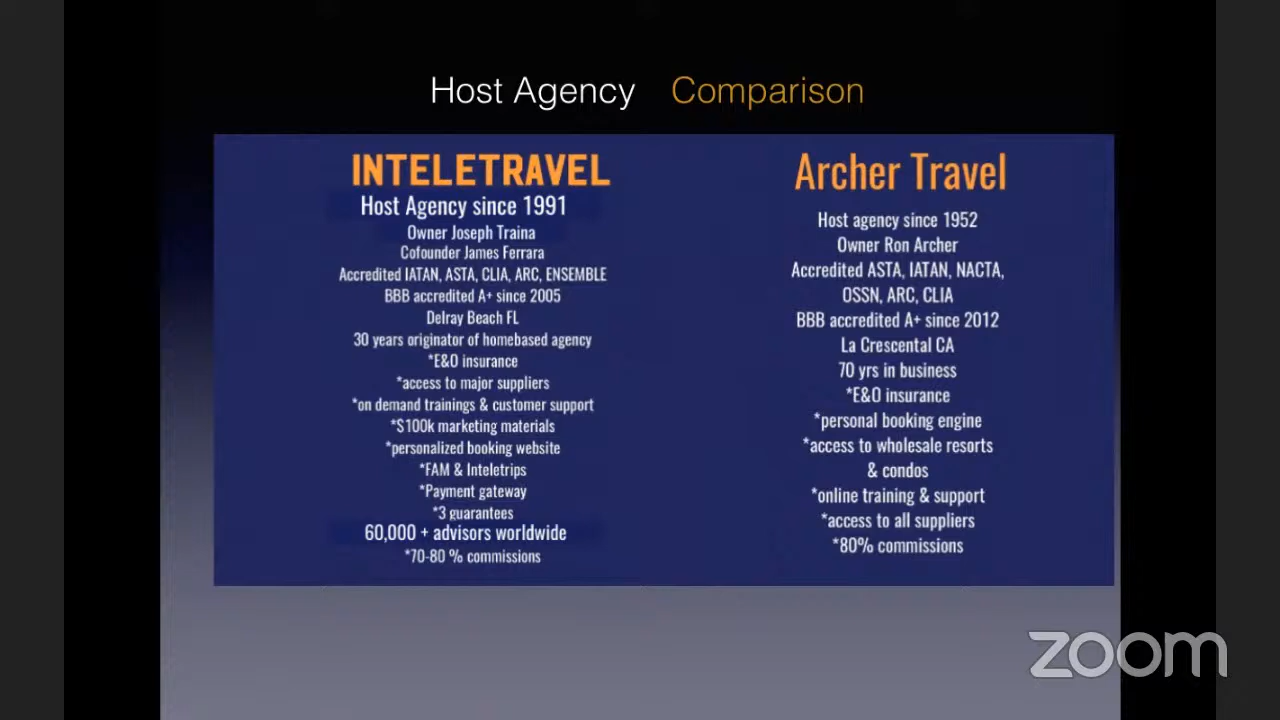 Host Agency Comparison
INTELETRAVEL
Host Agency since 1991
Owner Joseph Traina
Cofounder James Ferrara
Accredited IATAN, ASTA, CLIA, ARC, ENSEMBLE
BBB accredited A+ since 2005
Delray Beach FL
30 years originator of homebased agency
*E&O insurance
*access to major suppliers
*on demand trainings & customer support
*$100k marketing materials
*personalized booking website
*FAM & Inteletrips
*Payment gateway
*3 guarantees
60,000 + advisors worldwide
*70-80 % commissions
Archer Travel
Host agency since 1952
Owner Ron Archer
Accredited ASTA, IATAN, NACTA,
OSSN, ARC, CLIA
BBB accredited A+ since 2012
La Crescental CA
70 yrs in business
*E&O insurance
*personal booking engine
*access to wholesale resorts
& condos
*online training & support
*access to all suppliers
*80% commissions
zoom